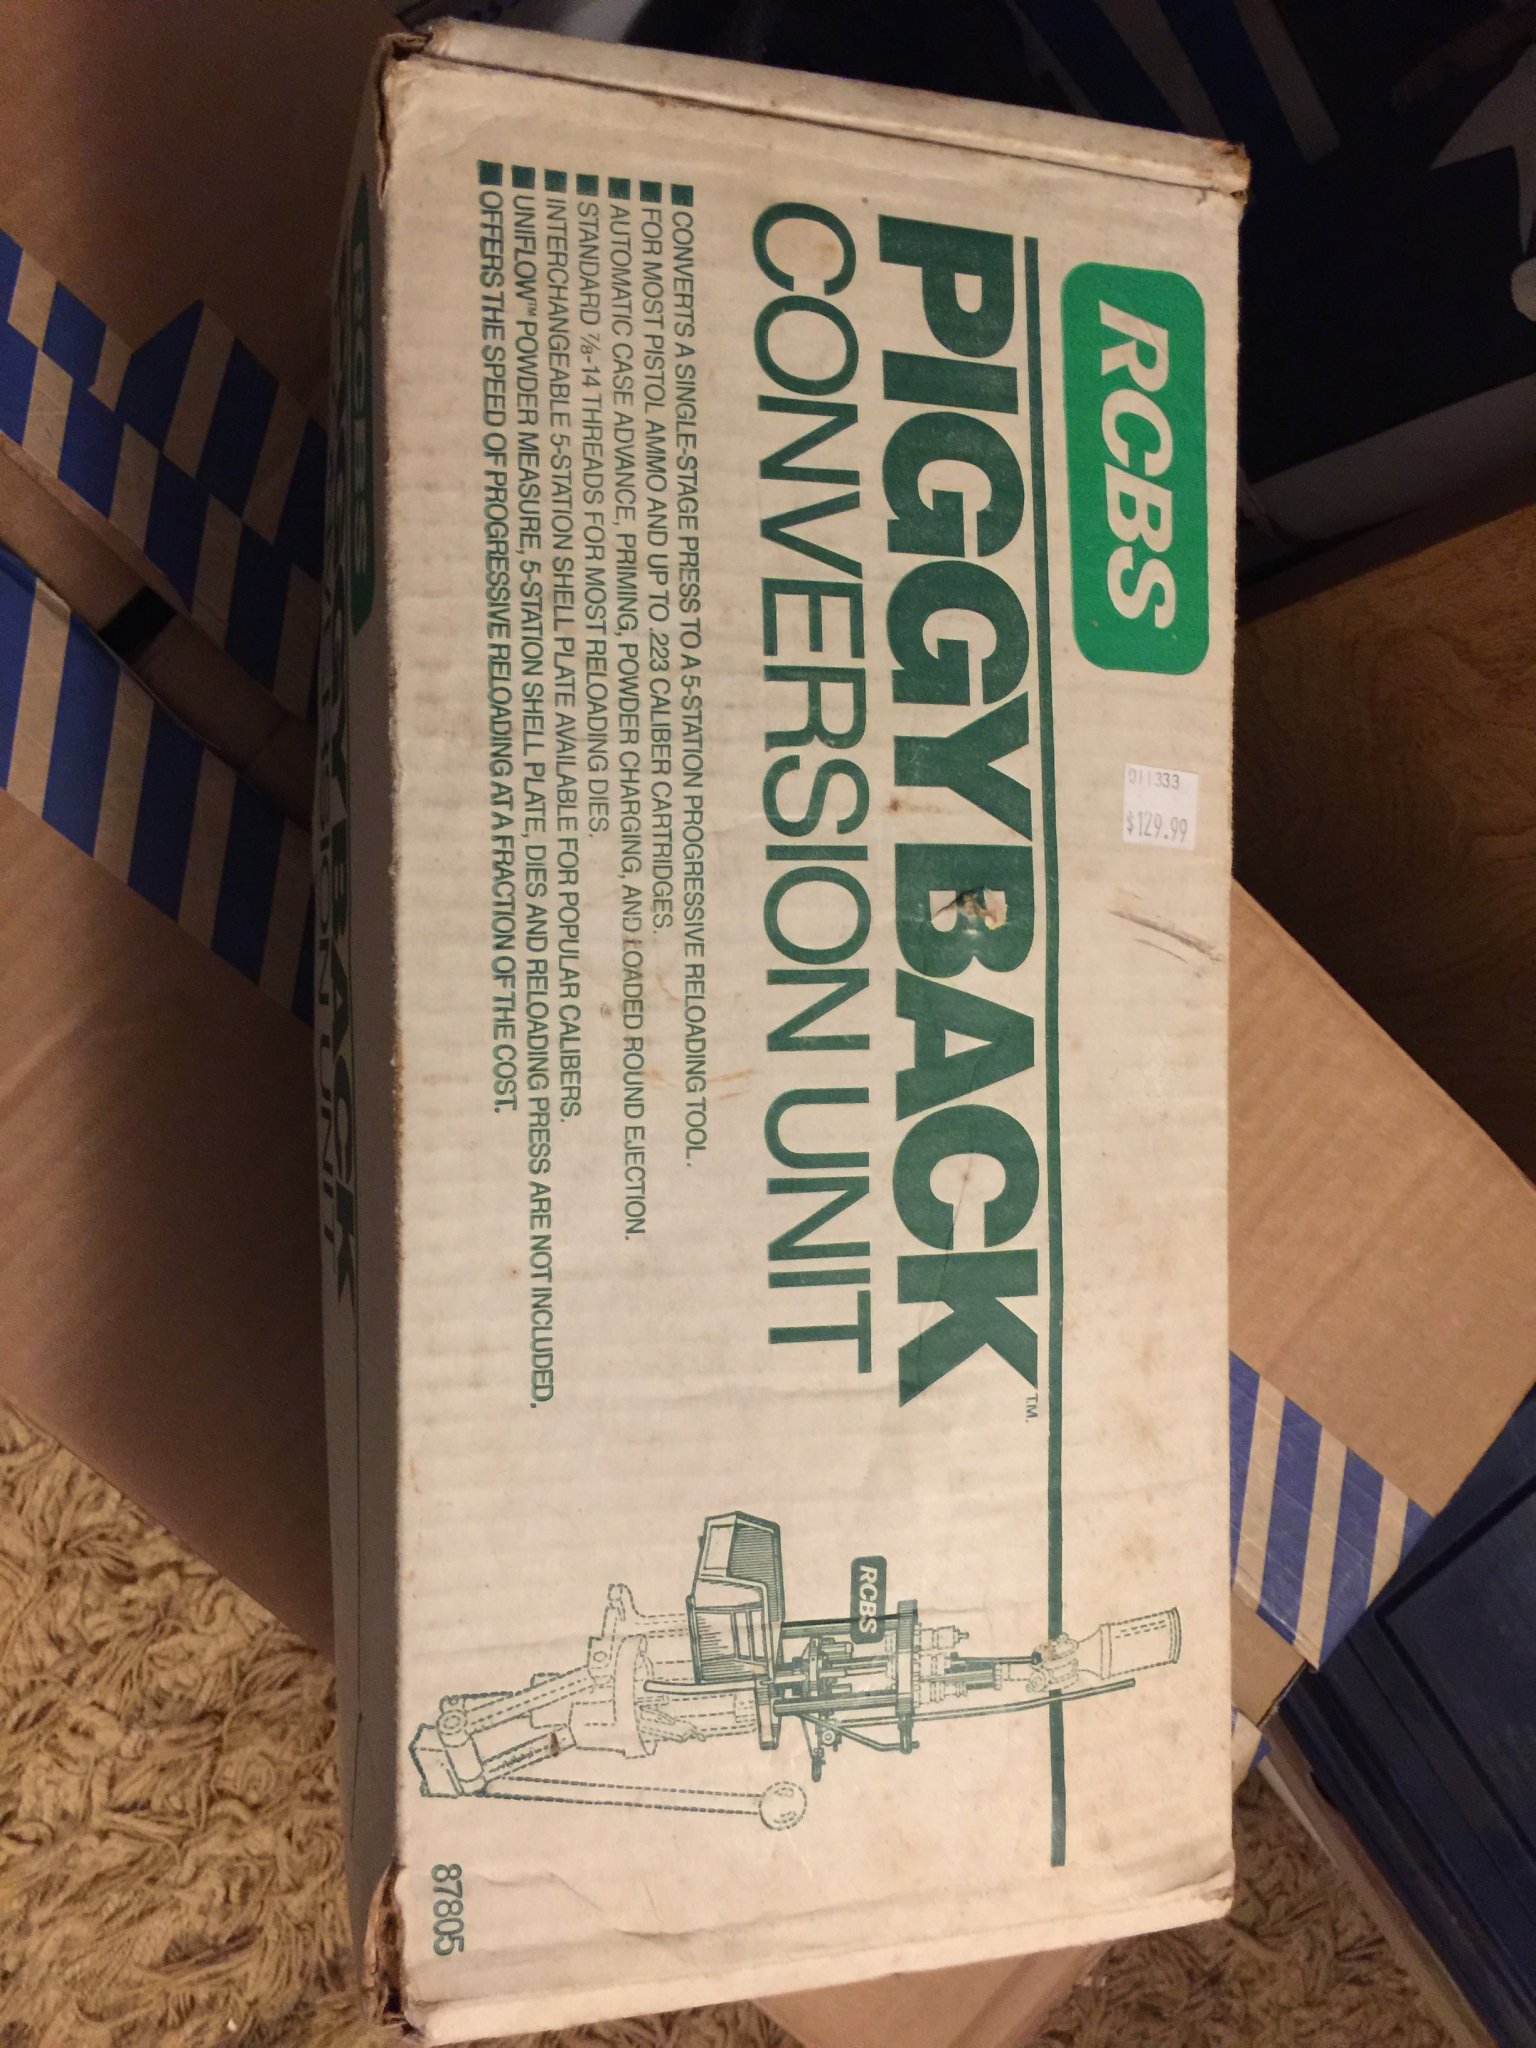 RCBS
011333
$129.99
PIGGYBACK™
CONVERSION UNIT
■ CONVERTS A SINGLE-STAGE PRESS TO A 5-STATION PROGRESSIVE RELOADING TOOL.
■ FOR MOST PISTOL AMMO AND UP TO .223 CALIBER CARTRIDGES.
■ AUTOMATIC CASE ADVANCE, PRIMING, POWDER CHARGING, AND LOADED ROUND EJECTION.
■ STANDARD 7/8-14 THREADS FOR MOST RELOADING DIES.
■ INTERCHANGEABLE 5-STATION SHELL PLATE AVAILABLE FOR POPULAR CALIBERS.
■ UNIFLOW™ POWDER MEASURE, 5-STATION SHELL PLATE, DIES AND RELOADING PRESS ARE NOT INCLUDED.
■ OFFERS THE SPEED OF PROGRESSIVE RELOADING AT A FRACTION OF THE COST.
RCBS
87805
RCBS
PIGGYBACK
CONVERSION UNIT